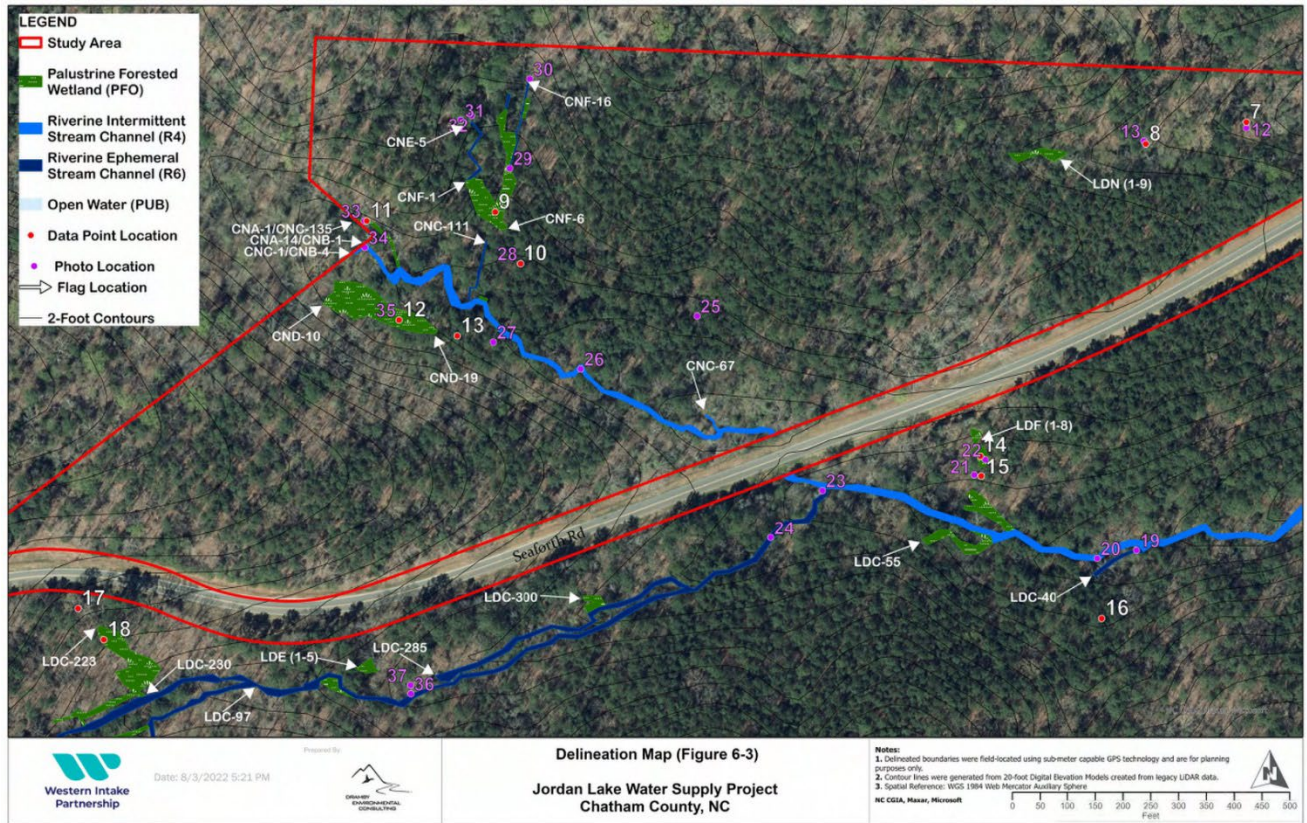 LEGEND
Study Area
Palustrine Forested
Wetland (PFO)
Riverine Intermittent
Stream Channel (R4)
Riverine Ephemeral
Stream Channel (R6)
Open Water (PUB)
Data Point Location
Photo Location
Flag Location
2-Foot Contours
30
CNF-16
31
32
CNE-5
29
CNF-1
9
CNF-6
33
11
CNA-1/CNC-135
CNC-111
34
CNA-14/CNB-1
CNC-1/CNB-4
28
10
7
12
13
8
LDN (1-9)
CND-10
35
12
13
27
CND-19
25
26
CNC-67
LDF (1-8)
14
22
21
15
23
24
Seaforth Rd
LDC-55
20
19
LDC-40
16
LDC-300
17
18
LDC-223
LDC-230
LDE (1-5)
LDC-285
37
36
LDC-97
Western Intake
Partnership
Date: 8/3/2022 5:21 PM
Prepared By:
DRAMBY
ENVIRONMENTAL
CONSULTING
Delineation Map (Figure 6-3)
Jordan Lake Water Supply Project
Chatham County, NC
Notes:
1. Delineated boundaries were field-located using sub-meter capable GPS technology and are for planning
purposes only.
2. Contour lines were generated from 20-foot Digital Elevation Models created from legacy LiDAR data.
3. Spatial Reference: WGS 1984 Web Mercator Auxiliary Sphere
NC CGIA, Maxar, Microsoft
N
0 50 100 150 200 250 300 350 400 450 500
Feet